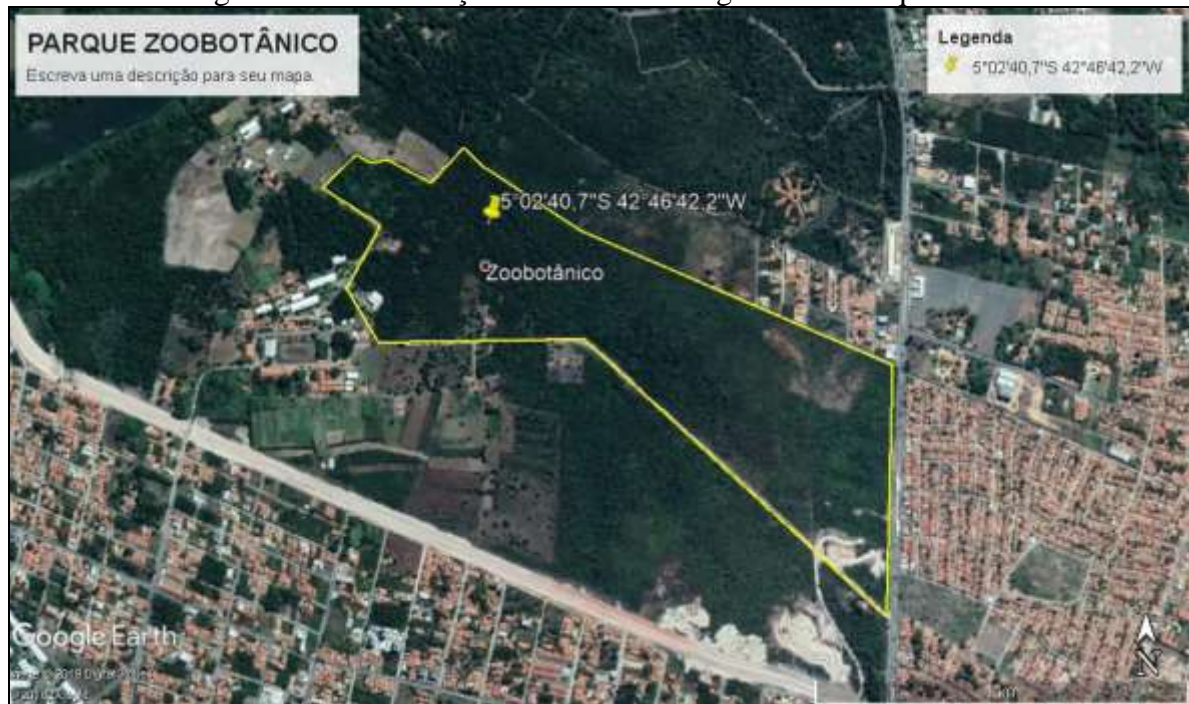 PARQUE ZOOBOTÂNICO
Escreva uma descrição para seu mapa.
Legenda
5°02'40,7"S 42°46'42,2"W
5°02'40,7"S 42°46'42,2"W
Zoobotânico
Google Earth
© 2019
N